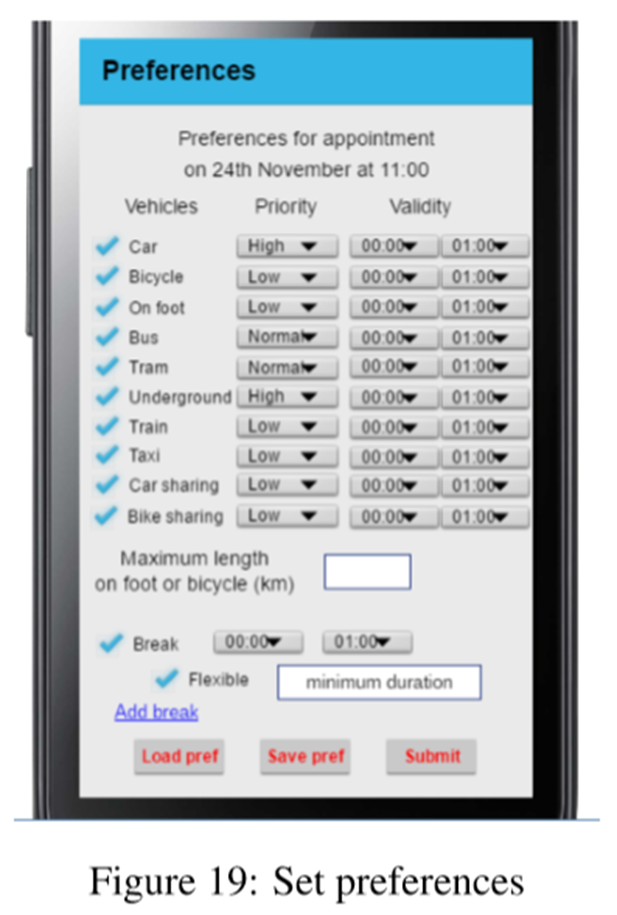 Preferences
Preferences for appointment
on 24th November at 11:00
Vehicles Priority Validity
Car High 00:00 01:00
Bicycle Low 00:00 01:00
On foot Low 00:00 01:00
Bus Normal 00:00 01:00
Tram Normal 00:00 01:00
Underground High 00:00 01:00
Train Low 00:00 01:00
Taxi Low 00:00 01:00
Car sharing Low 00:00 01:00
Bike sharing Low 00:00 01:00
Maximum length
on foot or bicycle (km)
Break 00:00 01:00
Flexible minimum duration
Add break
Load pref Save pref Submit
Figure 19: Set preferences